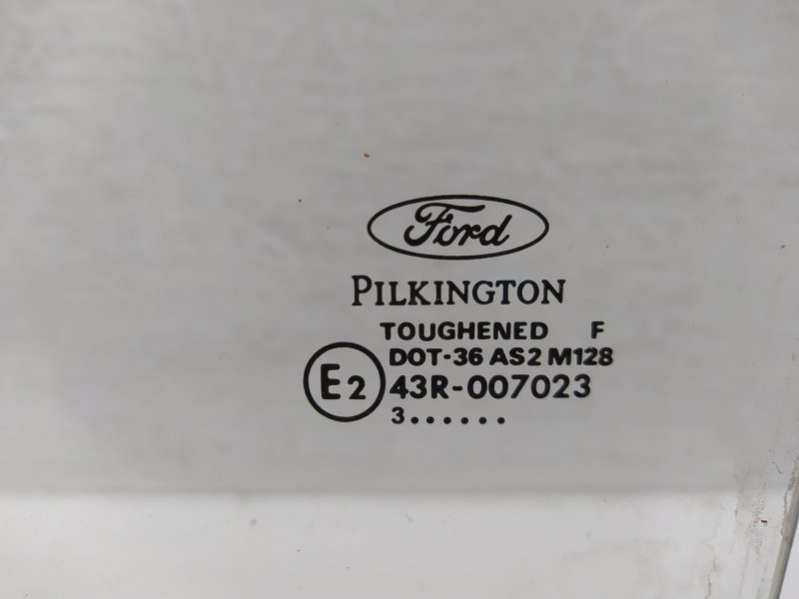 Ford
PILKINGTON
TOUGHENED F
DOT-36 AS2 M128
E2 43R-007023
3......